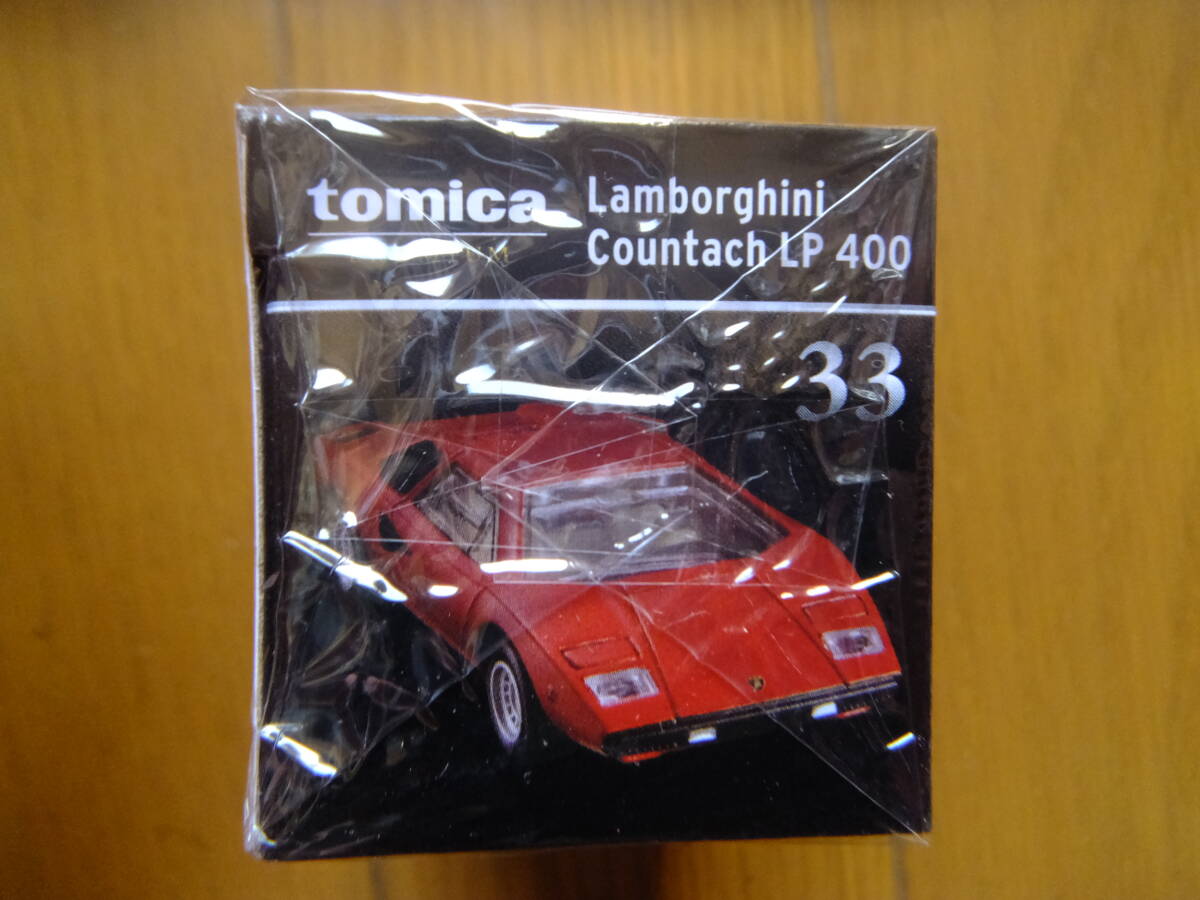 tomica
Lamborghini
Countach LP 400
33